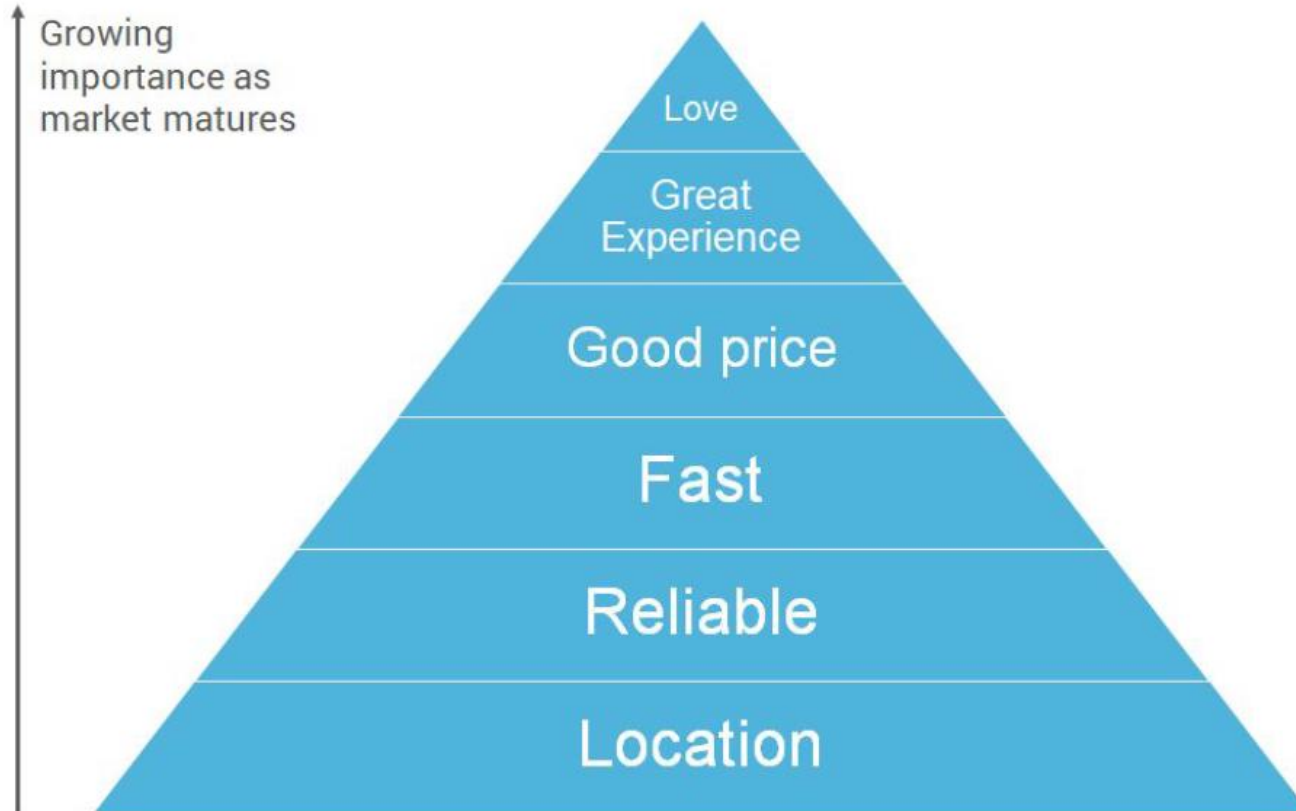 Growing
importance as
market matures
Love
Great
Experience
Good price
Fast
Reliable
Location